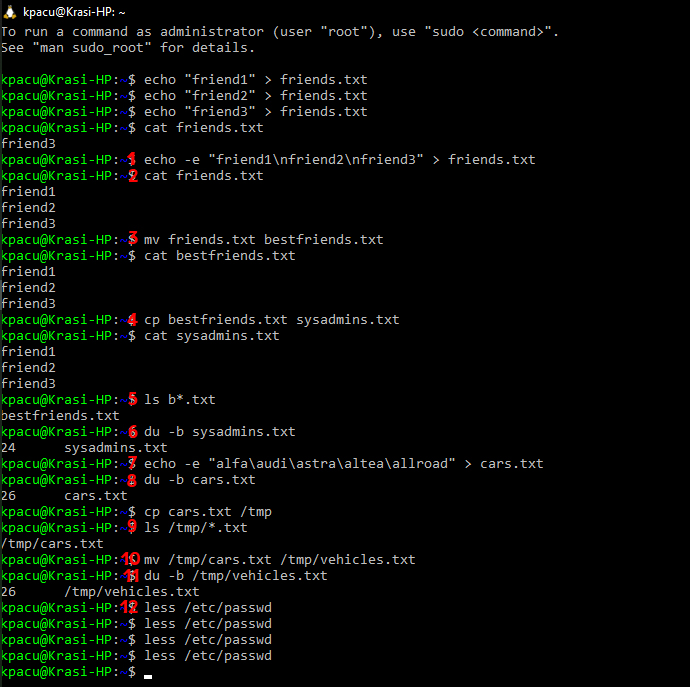 kpacu@Krasi-HP: ~
To run a command as administrator (user "root"), use "sudo <command>".
See "man sudo_root" for details.
kpacu@Krasi-HP:~$ echo "friend1" > friends.txt
kpacu@Krasi-HP:~$ echo "friend2" > friends.txt
kpacu@Krasi-HP:~$ echo "friend3" > friends.txt
kpacu@Krasi-HP:~$ cat friends.txt
friend3
kpacu@Krasi-HP:~1$ echo -e "friend1\nfriend2\nfriend3" > friends.txt
kpacu@Krasi-HP:~2$ cat friends.txt
friend1
friend2
friend3
kpacu@Krasi-HP:~3$ mv friends.txt bestfriends.txt
kpacu@Krasi-HP:~$ cat bestfriends.txt
friend1
friend2
friend3
kpacu@Krasi-HP:~4$ cp bestfriends.txt sysadmins.txt
kpacu@Krasi-HP:~$ cat sysadmins.txt
friend1
friend2
friend3
kpacu@Krasi-HP:~5$ ls b*.txt
bestfriends.txt
kpacu@Krasi-HP:~6$ du -b sysadmins.txt
24      sysadmins.txt
kpacu@Krasi-HP:~7$ echo -e "alfa\audi\astra\altea\allroad" > cars.txt
kpacu@Krasi-HP:~8$ du -b cars.txt
26      cars.txt
kpacu@Krasi-HP:~$ cp cars.txt /tmp
kpacu@Krasi-HP:~9$ ls /tmp/*.txt
/tmp/cars.txt
kpacu@Krasi-HP:~10$ mv /tmp/cars.txt /tmp/vehicles.txt
kpacu@Krasi-HP:~11$ du -b /tmp/vehicles.txt
26      /tmp/vehicles.txt
kpacu@Krasi-HP:~12$ less /etc/passwd
kpacu@Krasi-HP:~$ less /etc/passwd
kpacu@Krasi-HP:~$ less /etc/passwd
kpacu@Krasi-HP:~$ less /etc/passwd
kpacu@Krasi-HP:~$